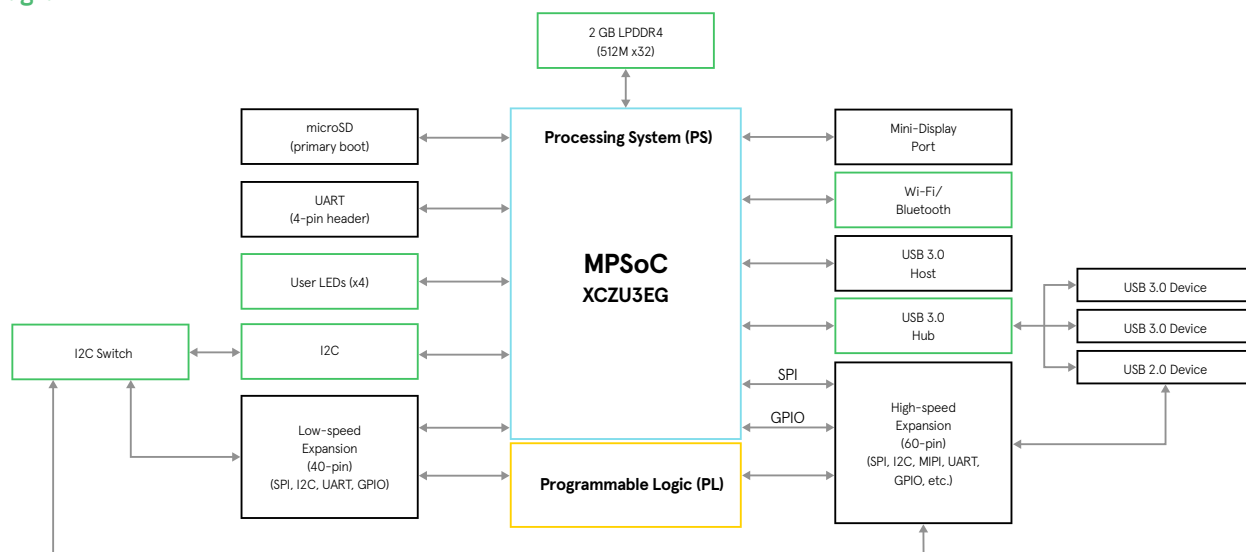 2 GB LPDDR4
(512M x32)
microSD
(primary boot)
Processing System (PS)
Mini-Display
Port
UART
(4-pin header)
Wi-Fi/
Bluetooth
MPSoC
XCZU3EG
USB 3.0
Host
User LEDs (x4)
USB 3.0
Hub
USB 3.0 Device
USB 3.0 Device
USB 2.0 Device
I2C Switch
I2C
SPI
GPIO
Low-speed
Expansion
(40-pin)
(SPI, I2C, UART, GPIO)
High-speed
Expansion
(60-pin)
(SPI, I2C, MIPI, UART,
GPIO, etc.)
Programmable Logic (PL)